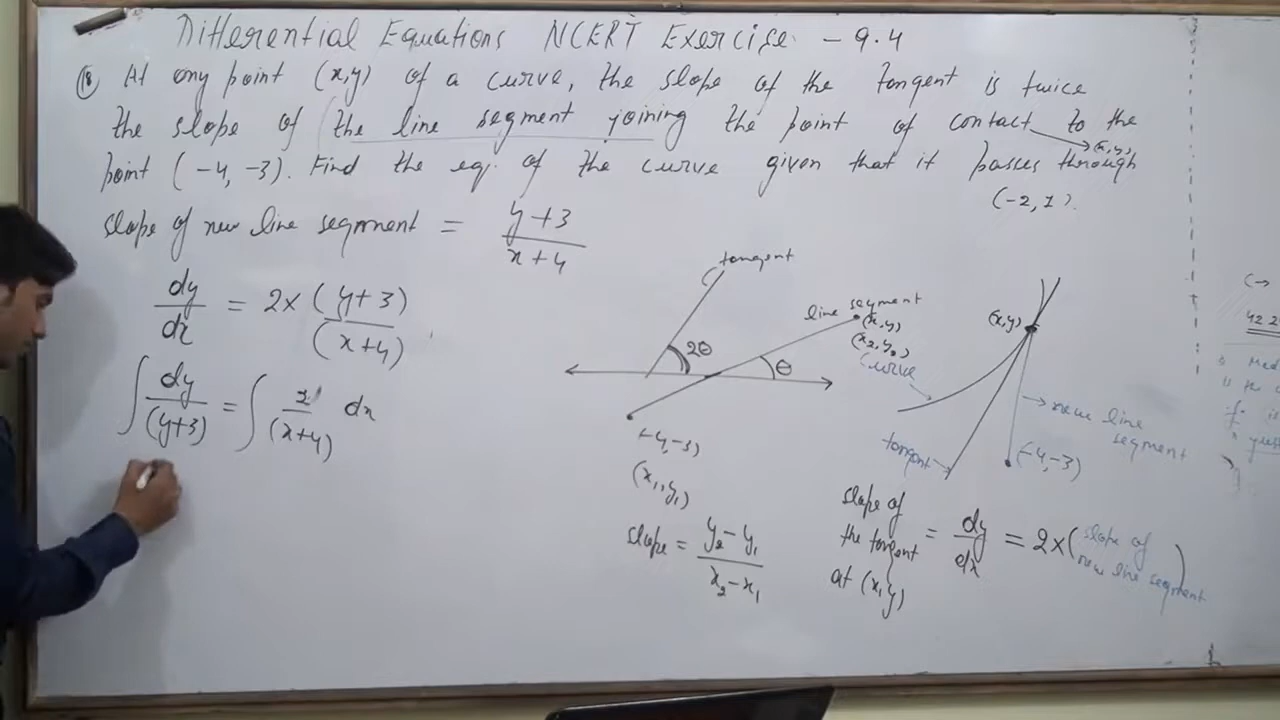 Differential Equations NCERT Exercise - 9.4
(18) At any point (x,y) of a curve, the slope of the tangent is twice
the slope of the line segment joining the point of contact to the
(x,y)
point (-4, -3). Find the eq. of the curve given that it passes through
(-2, 1).
slope of new line segment = y+3 / x+4
dy/dx = 2x (y+3) / (x+4)
∫ dy/(y+3) = ∫ 2/(x+4) dx
tangent
2θ
θ
line segment
(x,y)
(x2,y2)
(-4,-3)
(x1,y1)
slope = y2-y1 / x2-x1
(x,y)
curve
new line
segment
tangent
(-4,-3)
slope of
the tangent
at (x,y)
= dy/dx = 2x( slope of
new line segment )